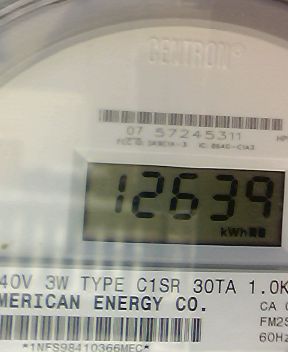 CENTRON®
07 57245311
12639
kWh
40V 3W TYPE C1SR 30TA 1.0K
MERICAN ENERGY CO.
CA
FM2S
60Hz
*1NFS98410366MEC*